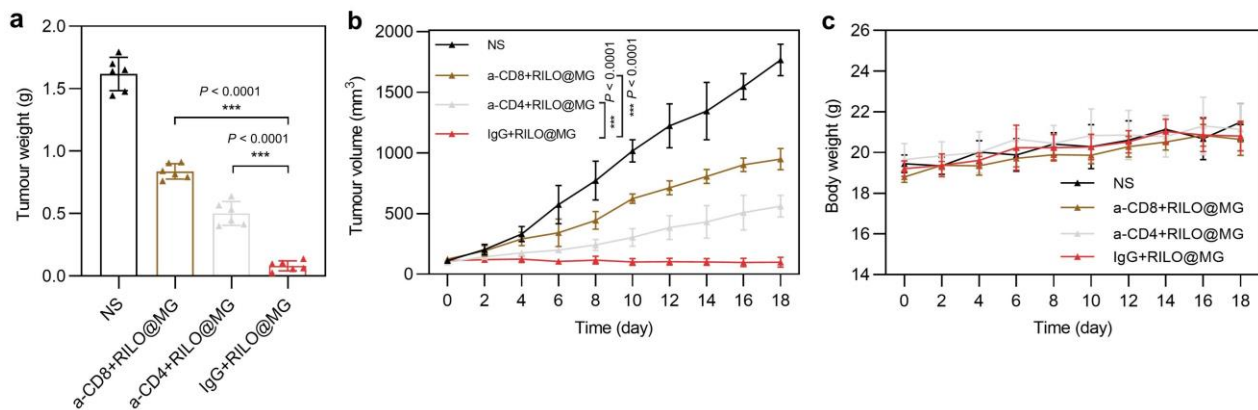 a
Tumour weight (g)
2.0
1.5
1.0
0.5
0.0
P < 0.0001
***
P < 0.0001
***
NS
a-CD8+RILO@MG
a-CD4+RILO@MG
IgG+RILO@MG
b
Tumour volume (mm³)
2000
1500
1000
500
0
NS
a-CD8+RILO@MG
a-CD4+RILO@MG
IgG+RILO@MG
*** P < 0.0001
*** P < 0.0001
0 2 4 6 8 10 12 14 16 18
Time (day)
c
Body weight (g)
26
24
22
20
18
16
14
NS
a-CD8+RILO@MG
a-CD4+RILO@MG
IgG+RILO@MG
0 2 4 6 8 10 12 14 16 18
Time (day)